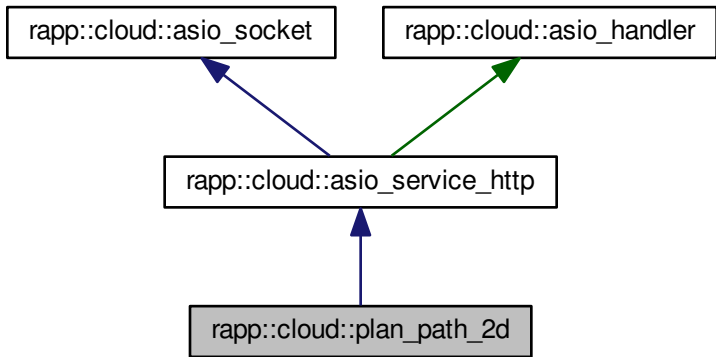 rapp::cloud::asio_socket
rapp::cloud::asio_handler
rapp::cloud::asio_service_http
rapp::cloud::plan_path_2d